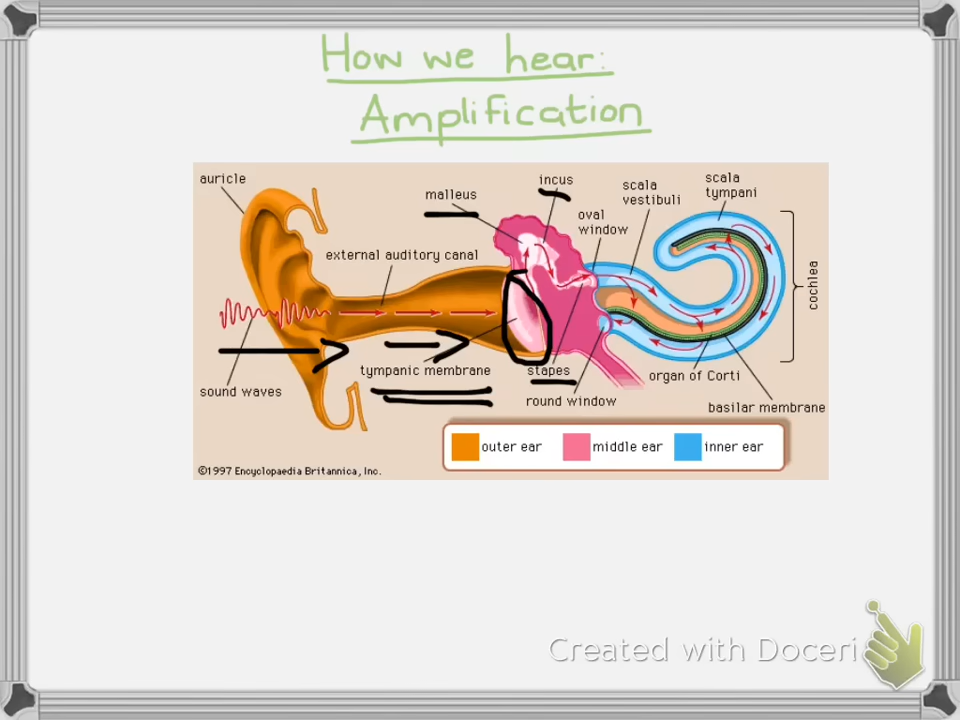 How we hear:
Amplification
auricle
malleus
incus
scala
vestibuli
scala
tympani
oval
window
external auditory canal
cochlea
tympanic membrane
stapes
organ of Corti
sound waves
round window
basilar membrane
outer ear
middle ear
inner ear
©1997 Encyclopaedia Britannica, Inc.
Created with Doceri